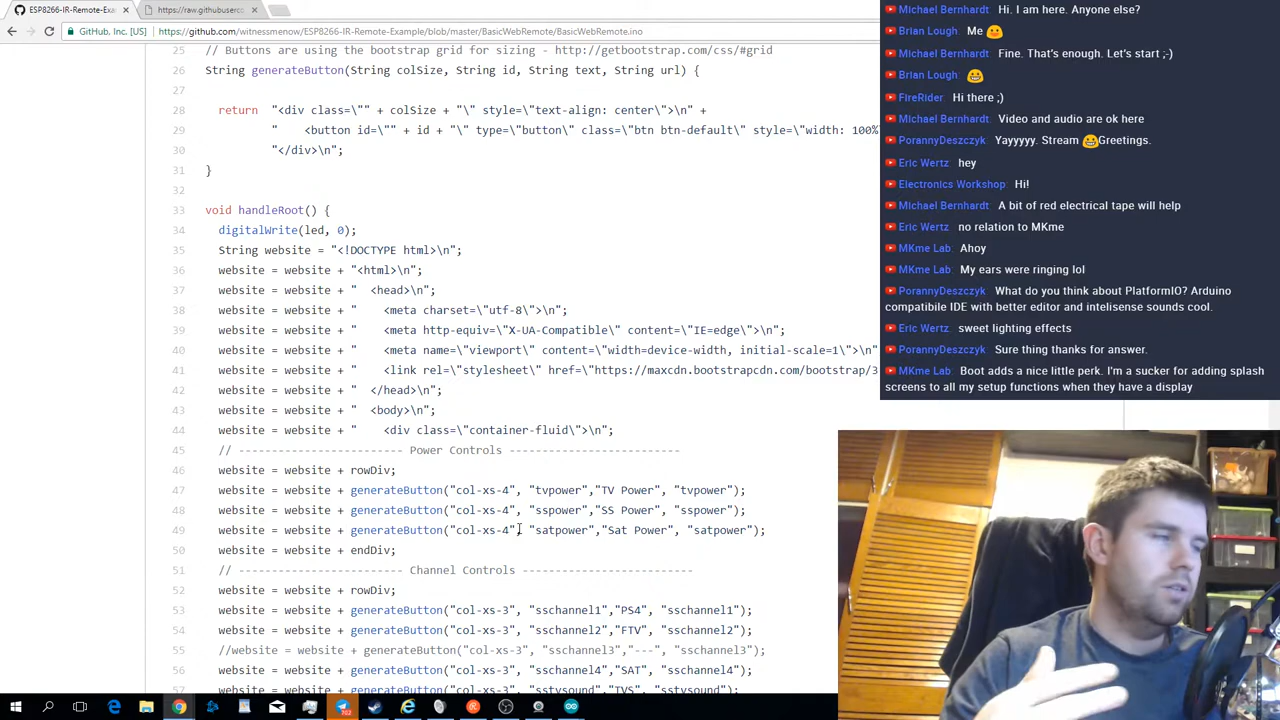 ESP8266-IR-Remote-Exa
https://raw.githubuserco
GitHub, Inc. [US]
https://github.com/witnessmenow/ESP8266-IR-Remote-Example/blob/master/BasicWebRemote/BasicWebRemote.ino
25 // Buttons are using the bootstrap grid for sizing - http://getbootstrap.com/css/#grid
26 String generateButton(String colSize, String id, String text, String url) {
27
28 return "<div class=\"" + colSize + "\" style=\"text-align: center\">\n" +
29 " <button id=\"" + id + "\" type=\"button\" class=\"btn btn-default\" style=\"width: 100%
30 "</div>\n";
31 }
32
33 void handleRoot() {
34 digitalWrite(led, 0);
35 String website = "<!DOCTYPE html>\n";
36 website = website + "<html>\n";
37 website = website + " <head>\n";
38 website = website + " <meta charset=\"utf-8\">\n";
39 website = website + " <meta http-equiv=\"X-UA-Compatible\" content=\"IE=edge\">\n";
40 website = website + " <meta name=\"viewport\" content=\"width=device-width, initial-scale=1\">\n"
41 website = website + " <link rel=\"stylesheet\" href=\"https://maxcdn.bootstrapcdn.com/bootstrap/3
42 website = website + " </head>\n";
43 website = website + " <body>\n";
44 website = website + " <div class=\"container-fluid\">\n";
45 // ------------------------ Power Controls --------------------------
46 website = website + rowDiv;
47 website = website + generateButton("col-xs-4", "tvpower","TV Power", "tvpower");
48 website = website + generateButton("col-xs-4", "sspower","SS Power", "sspower");
49 website = website + generateButton("col-xs-4", "satpower","Sat Power", "satpower");
50 website = website + endDiv;
51 // ------------------------ Channel Controls --------------------------
52 website = website + rowDiv;
53 website = website + generateButton("col-xs-3", "sschannel1","PS4", "sschannel1");
54 website = website + generateButton("col-xs-3", "sschannel2","FTV", "sschannel2");
55 //website = website + generateButton("col-xs-3", "sschannel3","---", "sschannel3");
56 website = website + generateButton("col-xs-3", "sschannel4","SAT", "sschannel4");
57 website = website + generateButton("col-xs-3", "sstvsound","TVS", "sstvsound");
Michael Bernhardt: Hi. I am here. Anyone else?
Brian Lough: Me
Michael Bernhardt: Fine. That's enough. Let's start ;-)
Brian Lough:
FireRider: Hi there ;)
Michael Bernhardt: Video and audio are ok here
PorannyDeszczyk: Yayyyyy. Stream Greetings.
Eric Wertz: hey
Electronics Workshop: Hi!
Michael Bernhardt: A bit of red electrical tape will help
Eric Wertz: no relation to MKme
MKme Lab: Ahoy
MKme Lab: My ears were ringing lol
PorannyDeszczyk: What do you think about PlatformIO? Arduino
compatibile IDE with better editor and intelisense sounds cool.
Eric Wertz: sweet lighting effects
PorannyDeszczyk: Sure thing thanks for answer.
MKme Lab: Boot adds a nice little perk. I'm a sucker for adding splash
screens to all my setup functions when they have a display